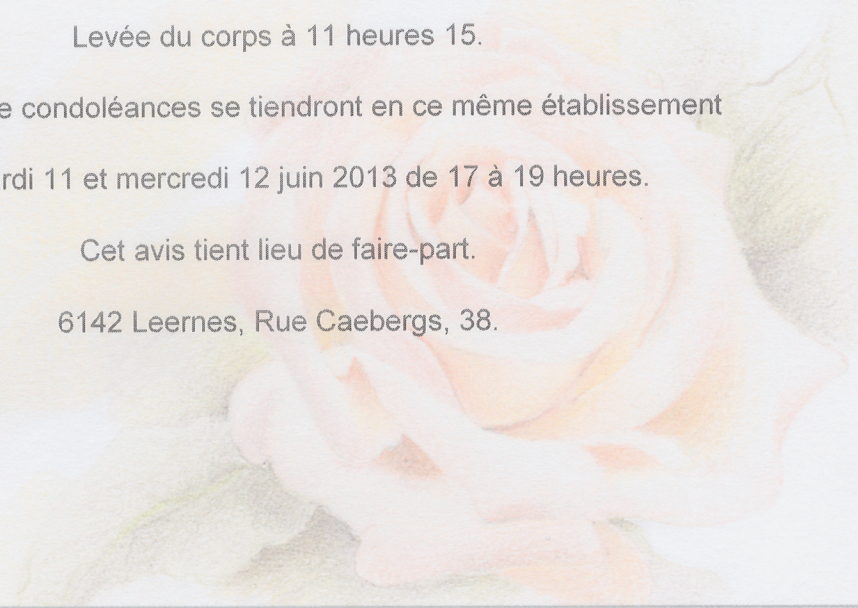 Levée du corps à 11 heures 15.
e condoléances se tiendront en ce même établissement
rdi 11 et mercredi 12 juin 2013 de 17 à 19 heures.
Cet avis tient lieu de faire-part.
6142 Leernes, Rue Caebergs, 38.